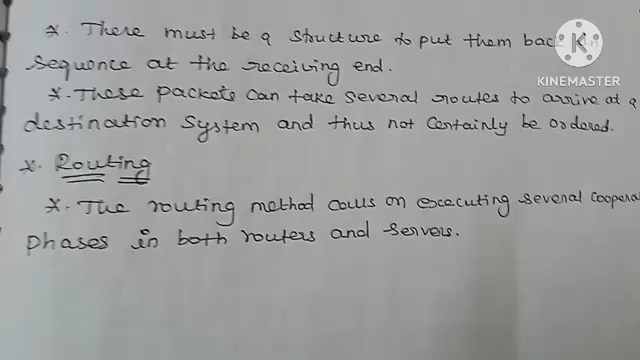 *. There must be a structure to put them back in
sequence at the receiving end.
*. These packets can take several routes to arrive at a
destination system and thus not certainly be ordered.
*. Routing
*. The routing method calls on executing several coopera
phases in both routers and servers.
KINEMASTER